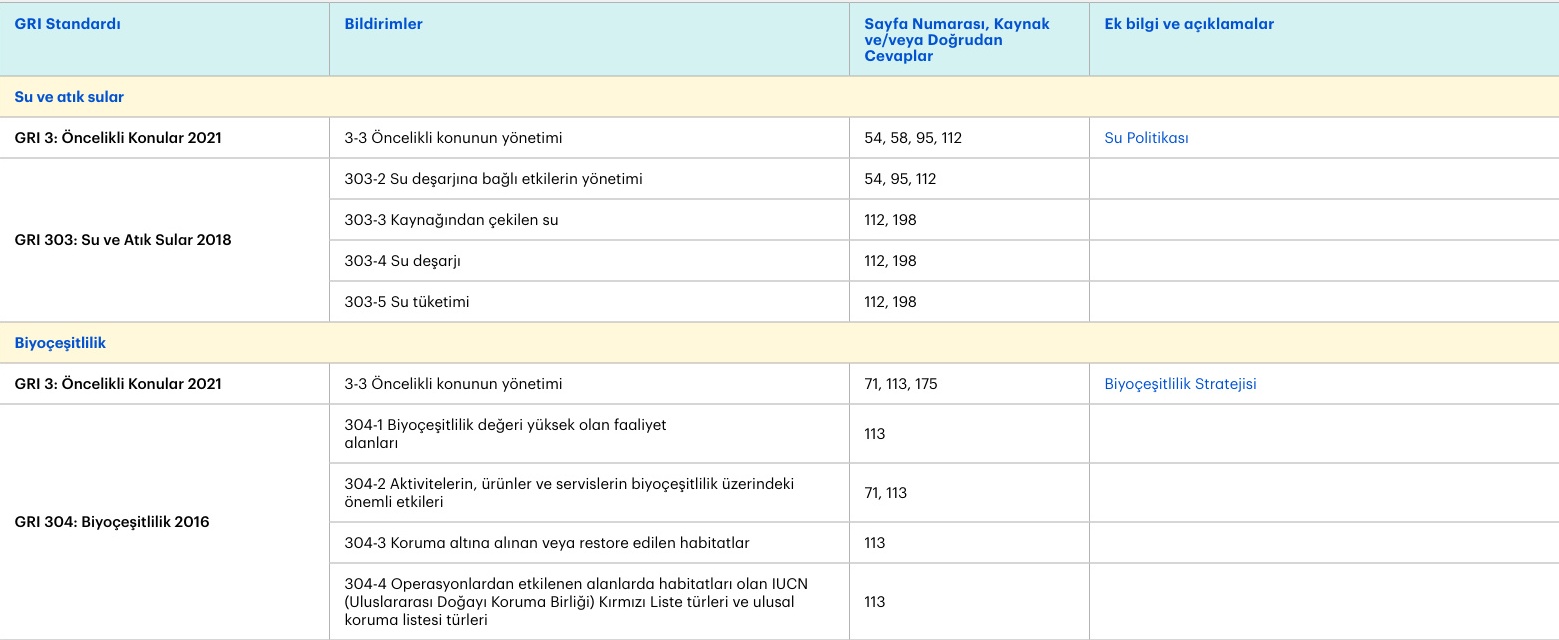 GRI Standardı
Bildirimler
Sayfa Numarası, Kaynak
ve/veya Doğrudan
Cevaplar
Ek bilgi ve açıklamalar
Su ve atık sular
GRI 3: Öncelikli Konular 2021
3-3 Öncelikli konunun yönetimi
54, 58, 95, 112
Su Politikası
GRI 303: Su ve Atık Sular 2018
303-2 Su deşarjına bağlı etkilerin yönetimi
54, 95, 112
303-3 Kaynağından çekilen su
112, 198
303-4 Su deşarjı
112, 198
303-5 Su tüketimi
112, 198
Biyoçeşitlilik
GRI 3: Öncelikli Konular 2021
3-3 Öncelikli konunun yönetimi
71, 113, 175
Biyoçeşitlilik Stratejisi
GRI 304: Biyoçeşitlilik 2016
304-1 Biyoçeşitlilik değeri yüksek olan faaliyet
alanları
113
304-2 Aktivitelerin, ürünler ve servislerin biyoçeşitlilik üzerindeki
önemli etkileri
71, 113
304-3 Koruma altına alınan veya restore edilen habitatlar
113
304-4 Operasyonlardan etkilenen alanlarda habitatları olan IUCN
(Uluslararası Doğayı Koruma Birliği) Kırmızı Liste türleri ve ulusal
koruma listesi türleri
113